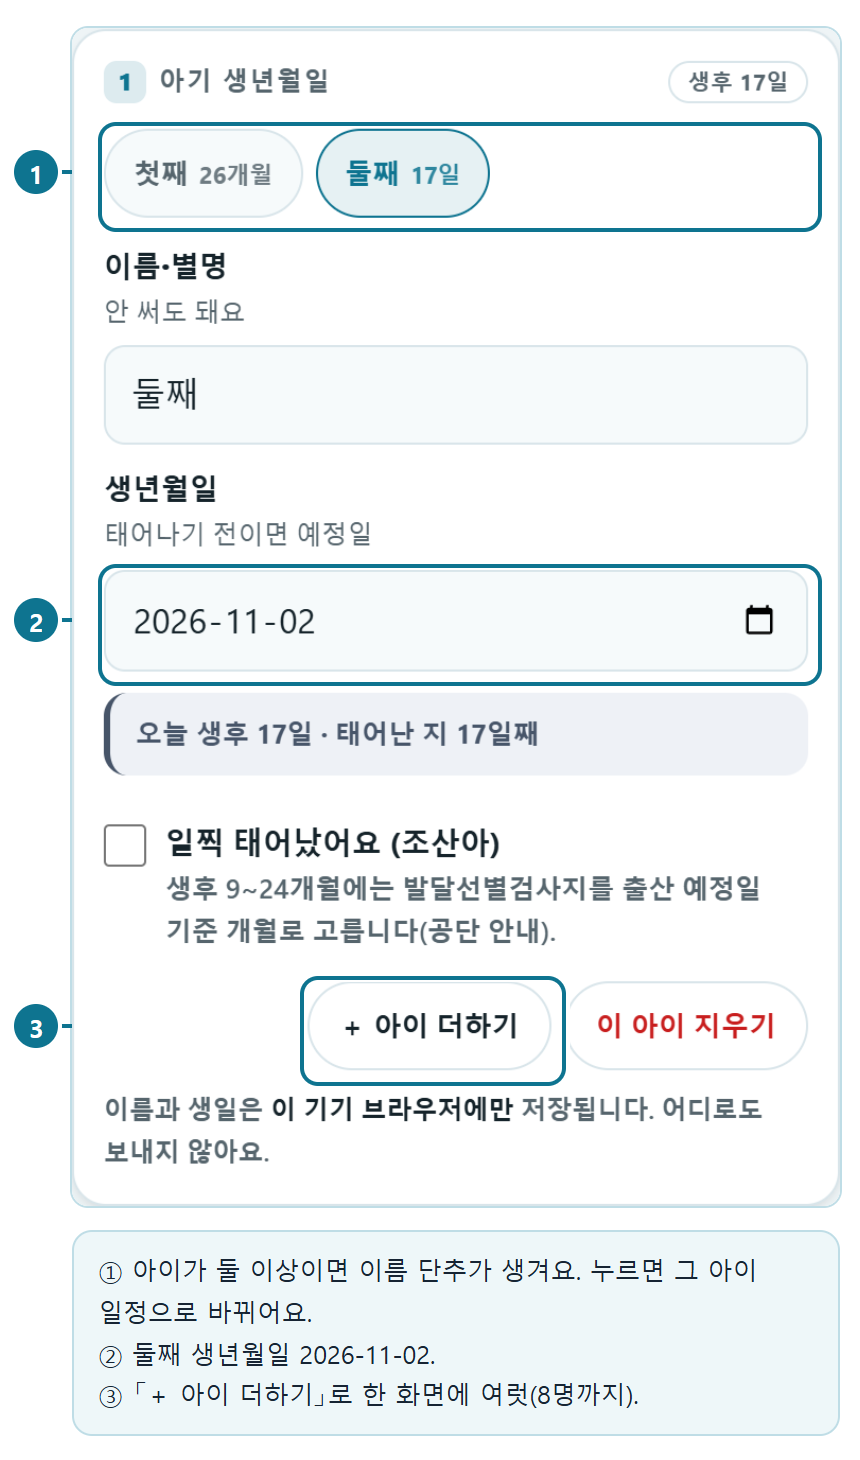 1 아기 생년월일 생후 17일
1 첫째 26개월 둘째 17일
이름·별명
안 써도 돼요
둘째
생년월일
태어나기 전이면 예정일
2 2026-11-02
오늘 생후 17일 · 태어난 지 17일째
일찍 태어났어요 (조산아)
생후 9~24개월에는 발달선별검사지를 출산 예정일
기준 개월로 고릅니다(공단 안내).
3 + 아이 더하기 이 아이 지우기
이름과 생일은 이 기기 브라우저에만 저장됩니다. 어디로도
보내지 않아요.
① 아이가 둘 이상이면 이름 단추가 생겨요. 누르면 그 아이
일정으로 바뀌어요.
② 둘째 생년월일 2026-11-02.
③ 「+ 아이 더하기」로 한 화면에 여럿(8명까지).